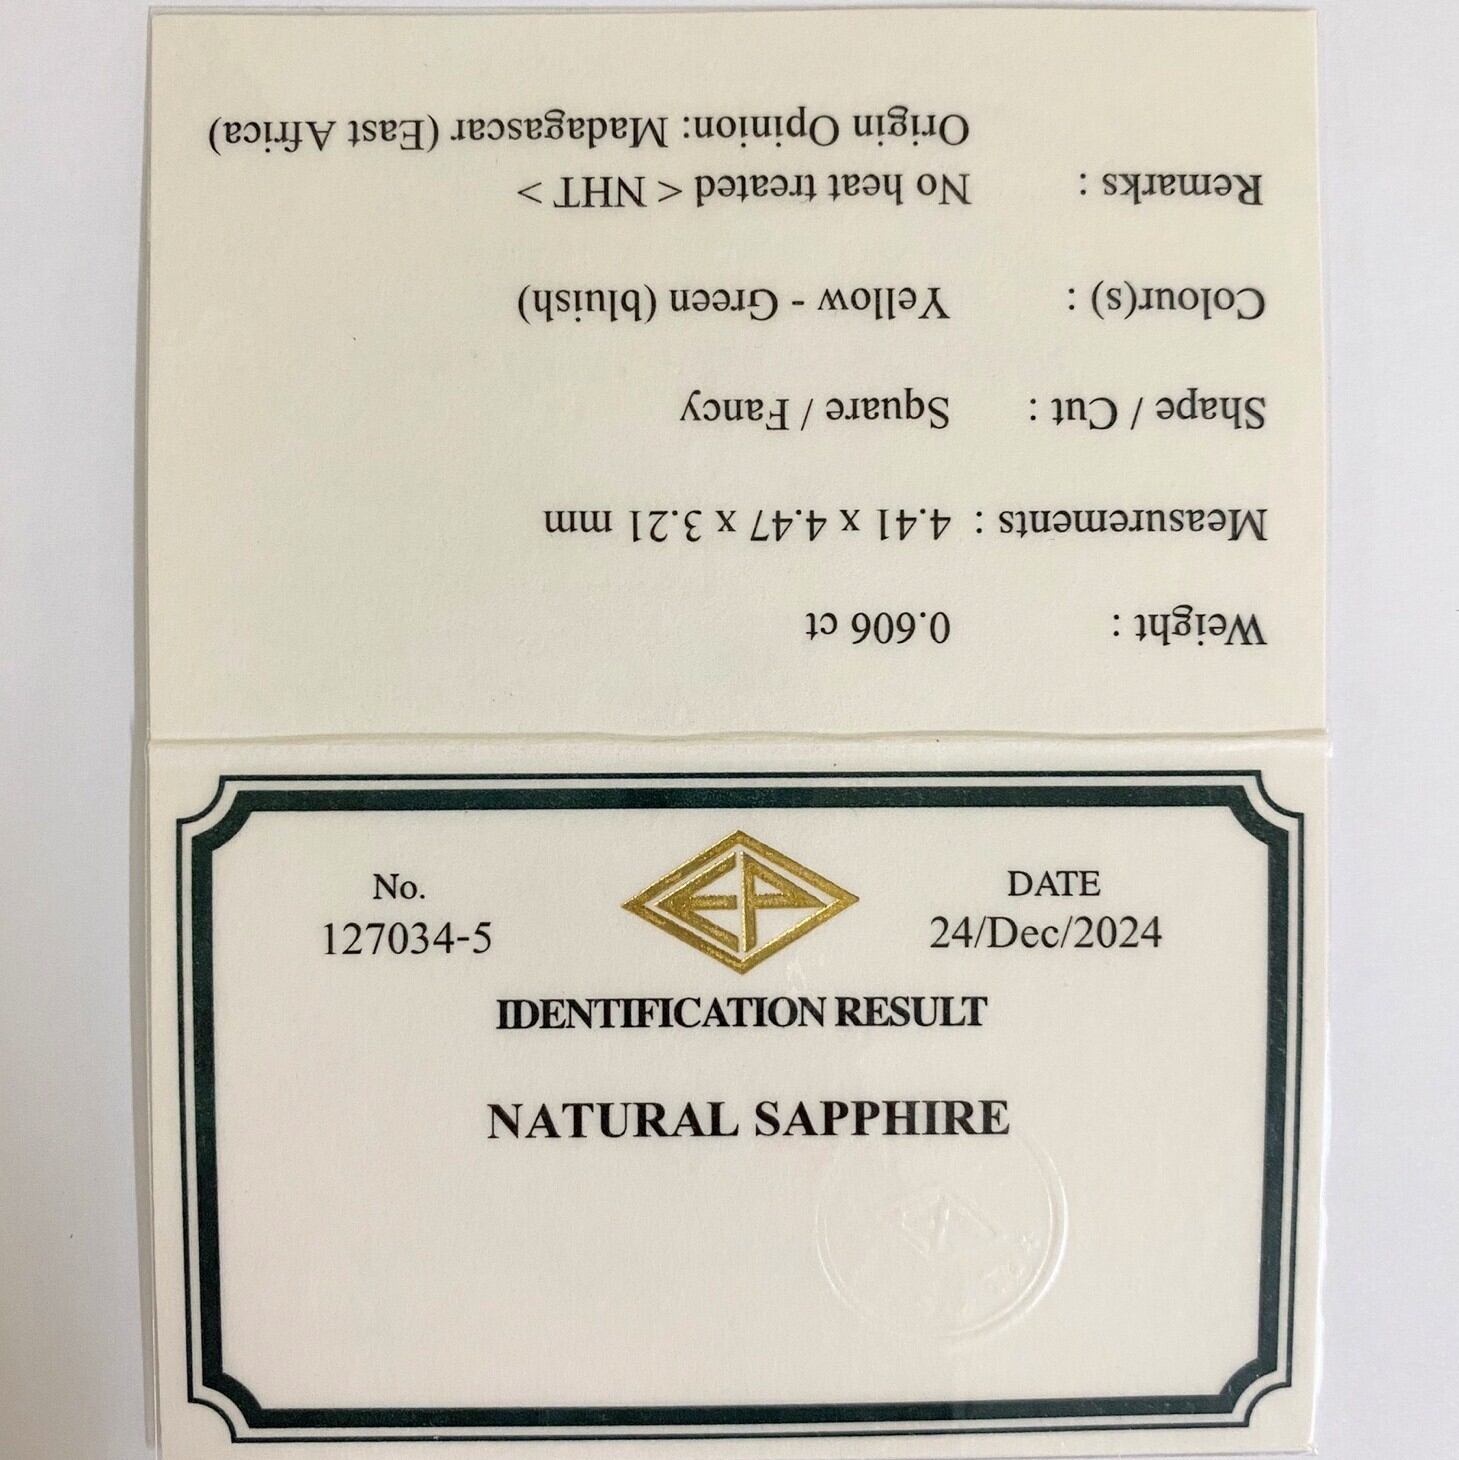 No.
127034-5
EP
DATE
24/Dec/2024
IDENTIFICATION RESULT
NATURAL SAPPHIRE
Weight : 0.606 ct
Measurements : 4.41 x 4.47 x 3.21 mm
Shape / Cut : Square / Fancy
Colour(s) : Yellow - Green (bluish)
Remarks : No heat treated < NHT >
Origin Opinion: Madagascar (East Africa)